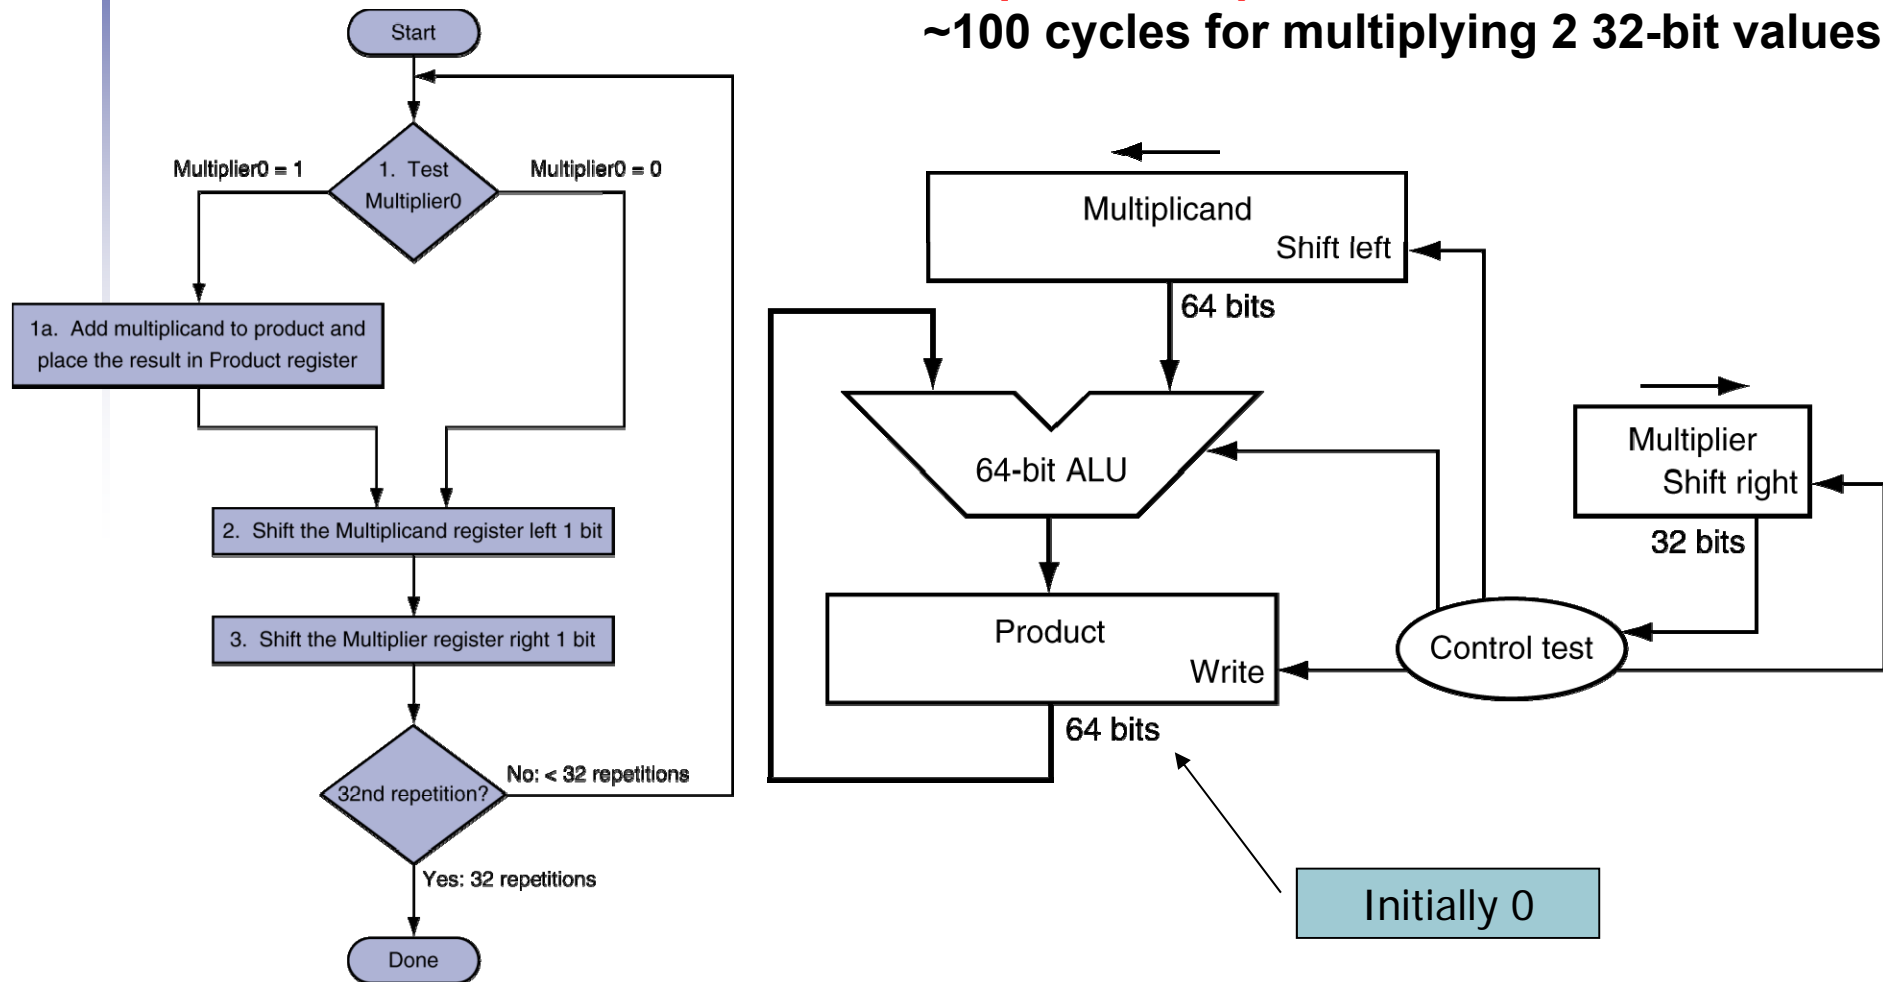 ~100 cycles for multiplying 2 32-bit values
Start
Multiplier0 = 1
1. Test
Multiplier0
Multiplier0 = 0
1a. Add multiplicand to product and
place the result in Product register
2. Shift the Multiplicand register left 1 bit
3. Shift the Multiplier register right 1 bit
32nd repetition?
No: < 32 repetitions
Yes: 32 repetitions
Done
Multiplicand
Shift left
64 bits
64-bit ALU
Multiplier
Shift right
32 bits
Product
Write
64 bits
Control test
Initially 0